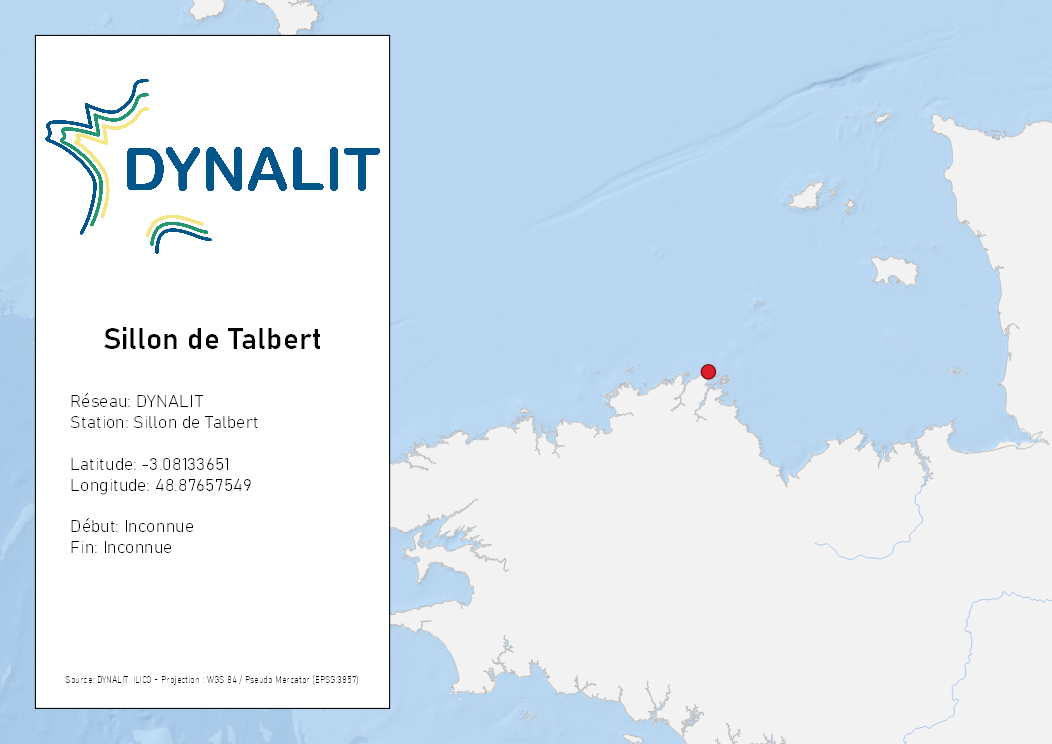 DYNALIT
Sillon de Talbert
Réseau: DYNALIT
Station: Sillon de Talbert
Latitude: -3.08133651
Longitude: 48.87657549
Début: Inconnue
Fin: Inconnue
Source: DYNALIT, ILICO - Projection : WGS 84 / Pseudo Mercator (EPSG:3857)